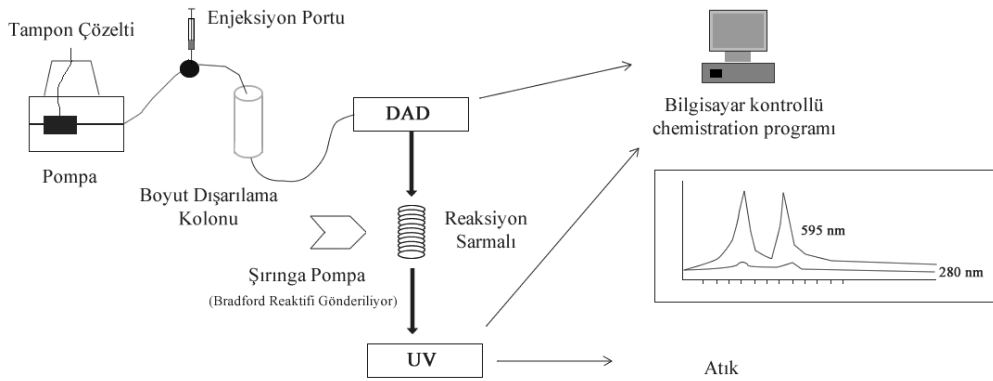 Tampon Çözelti
Enjeksiyon Portu
Pompa
Boyut Dışarılama
Kolonu
DAD
Bilgisayar kontrollü
chemistration programı
Reaksiyon
Sarmalı
Şırınga Pompa
(Bradford Reaktifi Gönderiliyor)
595 nm
280 nm
UV
Atık